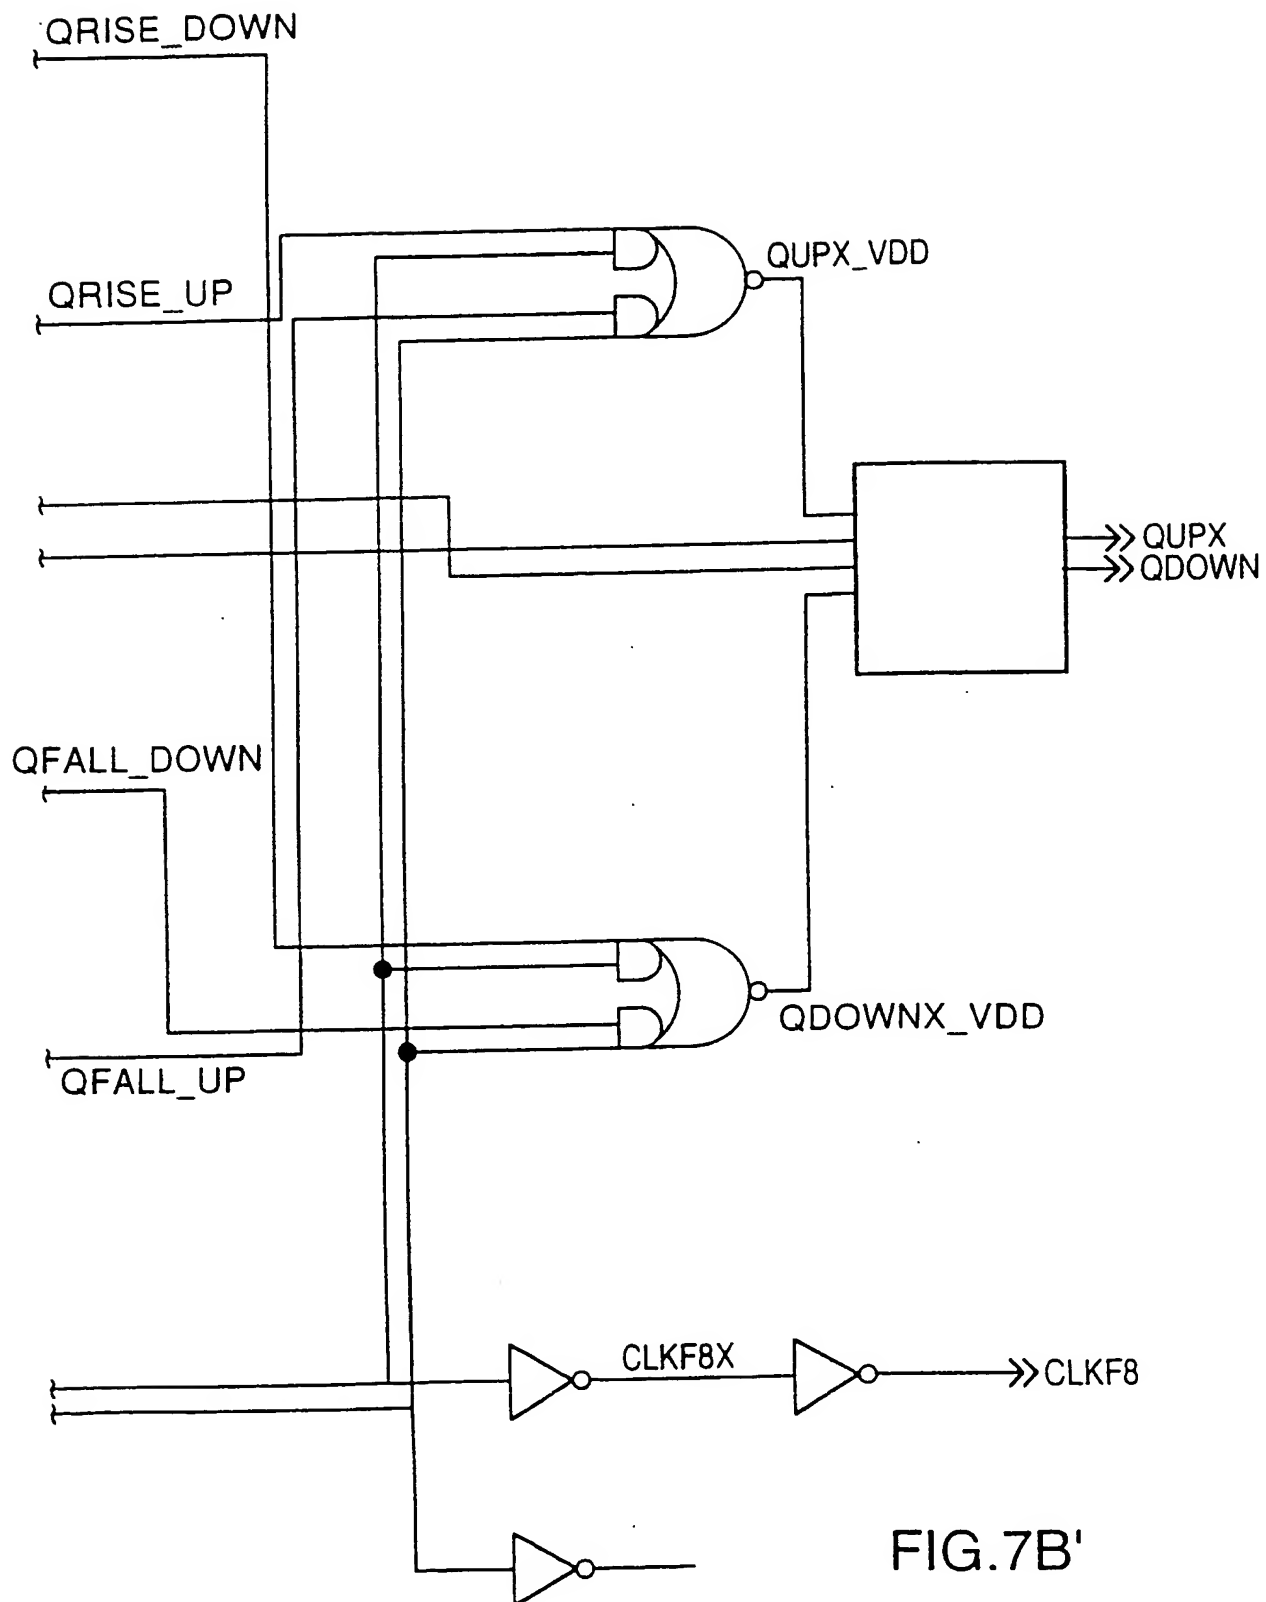 QRISE_DOWN
QUPX_VDD
QRISE_UP
QUPX
QDOWN
QFALL_DOWN
QDOWNX_VDD
QFALL_UP
CLKF8X
CLKF8
FIG.7B'